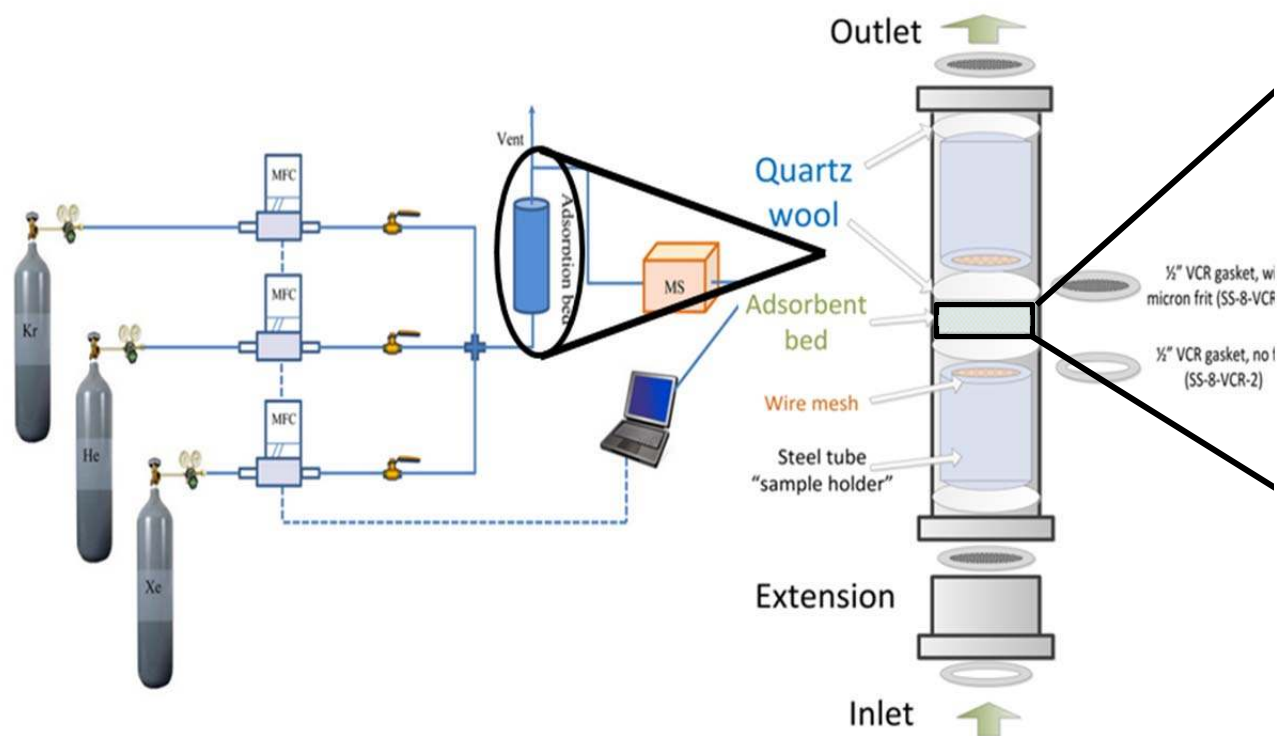 Outlet
Vent
MFC
Quartz
wool
Adsorption bed
Kr
MFC
MS
½" VCR gasket, wi
micron frit (SS-8-VCR
Adsorbent
bed
He
½" VCR gasket, no f
(SS-8-VCR-2)
Wire mesh
MFC
Steel tube
"sample holder"
Xe
Extension
Inlet